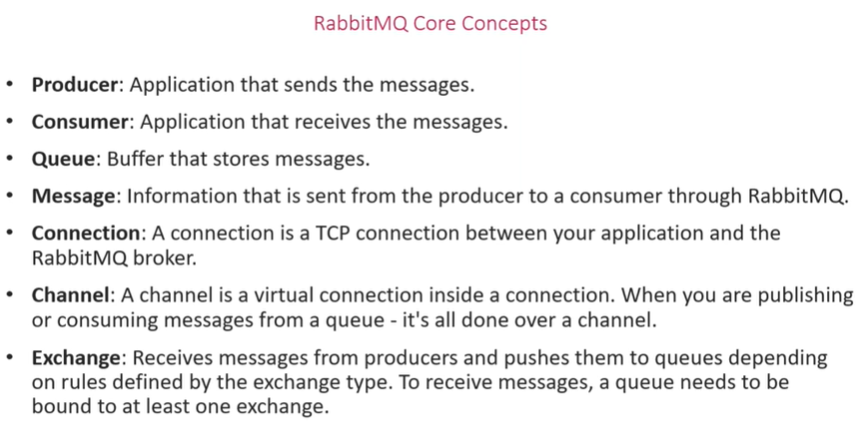 RabbitMQ Core Concepts
• Producer: Application that sends the messages.
• Consumer: Application that receives the messages.
• Queue: Buffer that stores messages.
• Message: Information that is sent from the producer to a consumer through RabbitMQ.
• Connection: A connection is a TCP connection between your application and the
RabbitMQ broker.
• Channel: A channel is a virtual connection inside a connection. When you are publishing
or consuming messages from a queue - it's all done over a channel.
• Exchange: Receives messages from producers and pushes them to queues depending
on rules defined by the exchange type. To receive messages, a queue needs to be
bound to at least one exchange.